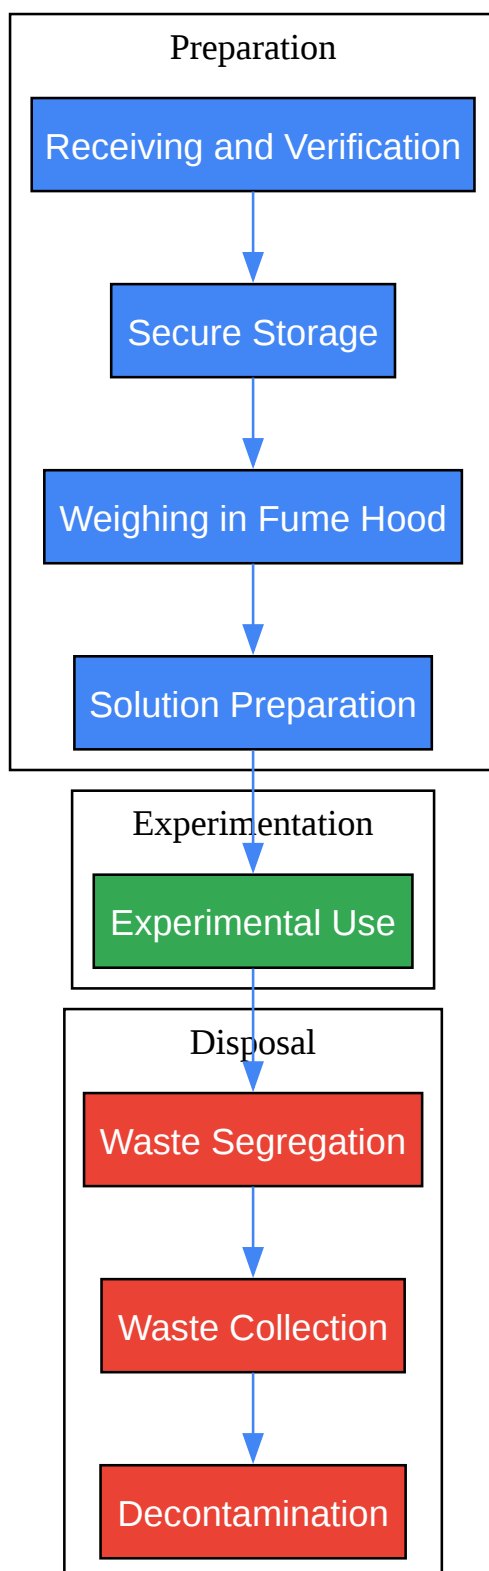 Preparation
Receiving and Verification
Secure Storage
Weighing in Fume Hood
Solution Preparation
Experimentation
Experimental Use
Disposal
Waste Segregation
Waste Collection
Decontamination